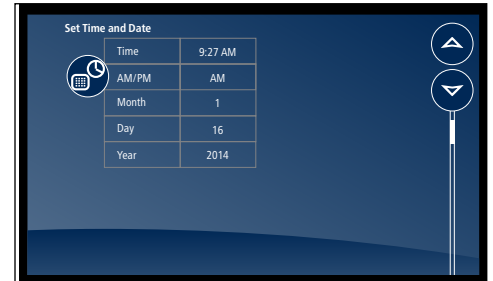 Set Time and Date
Time 9:27 AM
AM/PM AM
Month 1
Day 16
Year 2014